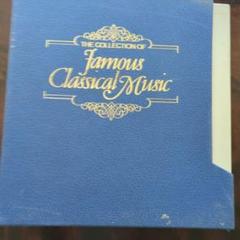 THE COLLECTION OF
Famous
Classical Music